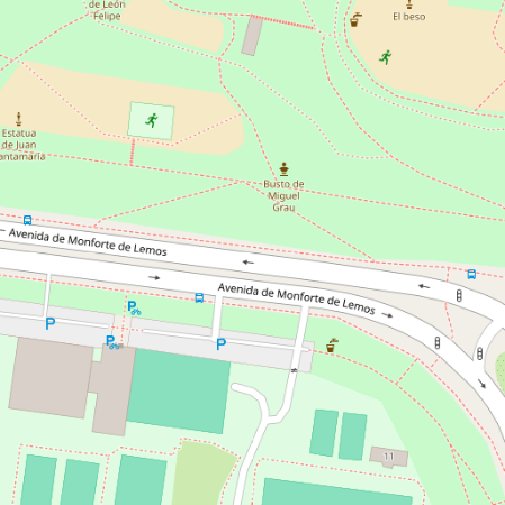 de León
Felipe
El beso
Estatua
de Juan
antamaría
Busto de
Miguel
Grau
Avenida de Monforte de Lemos
Avenida de Monforte de Lemos
P
P
P
P
11